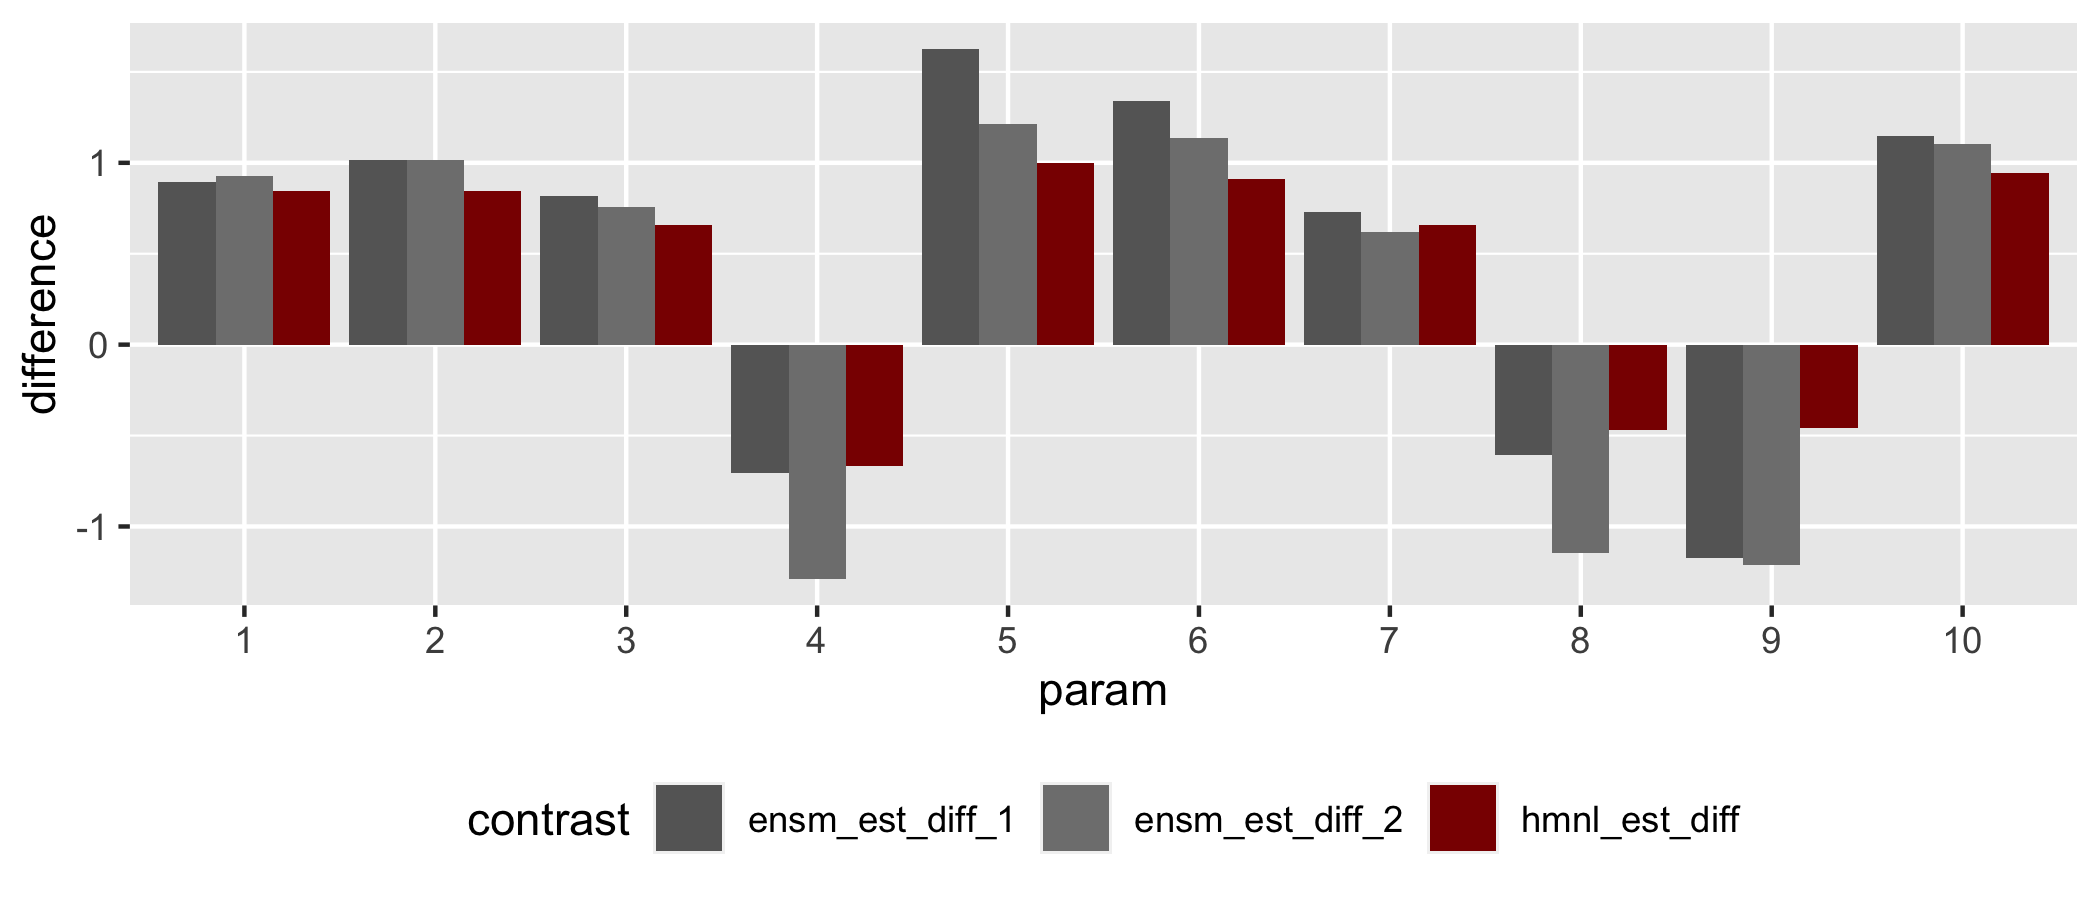 difference
1
0
-1
1 2 3 4 5 6 7 8 9 10
param
contrast ensm_est_diff_1 ensm_est_diff_2 hmnl_est_diff